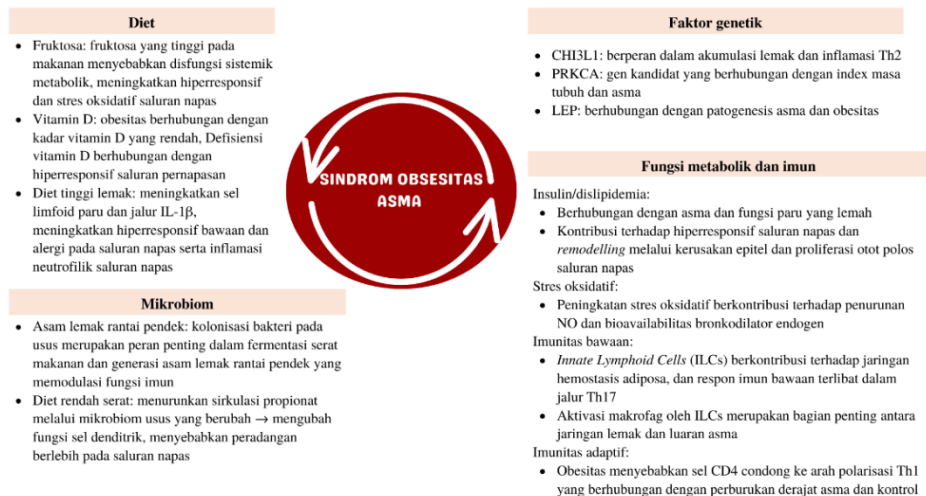 Diet
• Fruktosa: fruktosa yang tinggi pada
makanan menyebabkan disfungsi sistemik
metabolik, meningkatkan hiperresponsif
dan stres oksidatif saluran napas
• Vitamin D: obesitas berhubungan dengan
kadar vitamin D yang rendah, Defisiensi
vitamin D berhubungan dengan
hiperresponsif saluran pernapasan
• Diet tinggi lemak: meningkatkan sel
limfoid paru dan jalur IL-1β,
meningkatkan hiperresponsif bawaan dan
alergi pada saluran napas serta inflamasi
neutrofilik saluran napas
Mikrobiom
• Asam lemak rantai pendek: kolonisasi bakteri pada
usus merupakan peran penting dalam fermentasi serat
makanan dan generasi asam lemak rantai pendek yang
memodulasi fungsi imun
• Diet rendah serat: menurunkan sirkulasi propionat
melalui mikrobiom usus yang berubah → mengubah
fungsi sel denditrik, menyebabkan peradangan
berlebih pada saluran napas
SINDROM OBSESITAS
ASMA
Faktor genetik
• CHI3L1: berperan dalam akumulasi lemak dan inflamasi Th2
• PRKCA: gen kandidat yang berhubungan dengan index masa
tubuh dan asma
• LEP: berhubungan dengan patogenesis asma dan obesitas
Fungsi metabolik dan imun
Insulin/dislipidemia:
• Berhubungan dengan asma dan fungsi paru yang lemah
• Kontribusi terhadap hiperresponsif saluran napas dan
remodelling melalui kerusakan epitel dan proliferasi otot polos
saluran napas
Stres oksidatif:
• Peningkatan stres oksidatif berkontribusi terhadap penurunan
NO dan bioavailabilitas bronkodilator endogen
Imunitas bawaan:
• Innate Lymphoid Cells (ILCs) berkontribusi terhadap jaringan
hemostasis adiposa, dan respon imun bawaan terlibat dalam
jalur Th17
• Aktivasi makrofag oleh ILCs merupakan bagian penting antara
jaringan lemak dan luaran asma
Imunitas adaptif:
• Obesitas menyebabkan sel CD4 condong ke arah polarisasi Th1
yang berhubungan dengan perburukan derajat asma dan kontrol